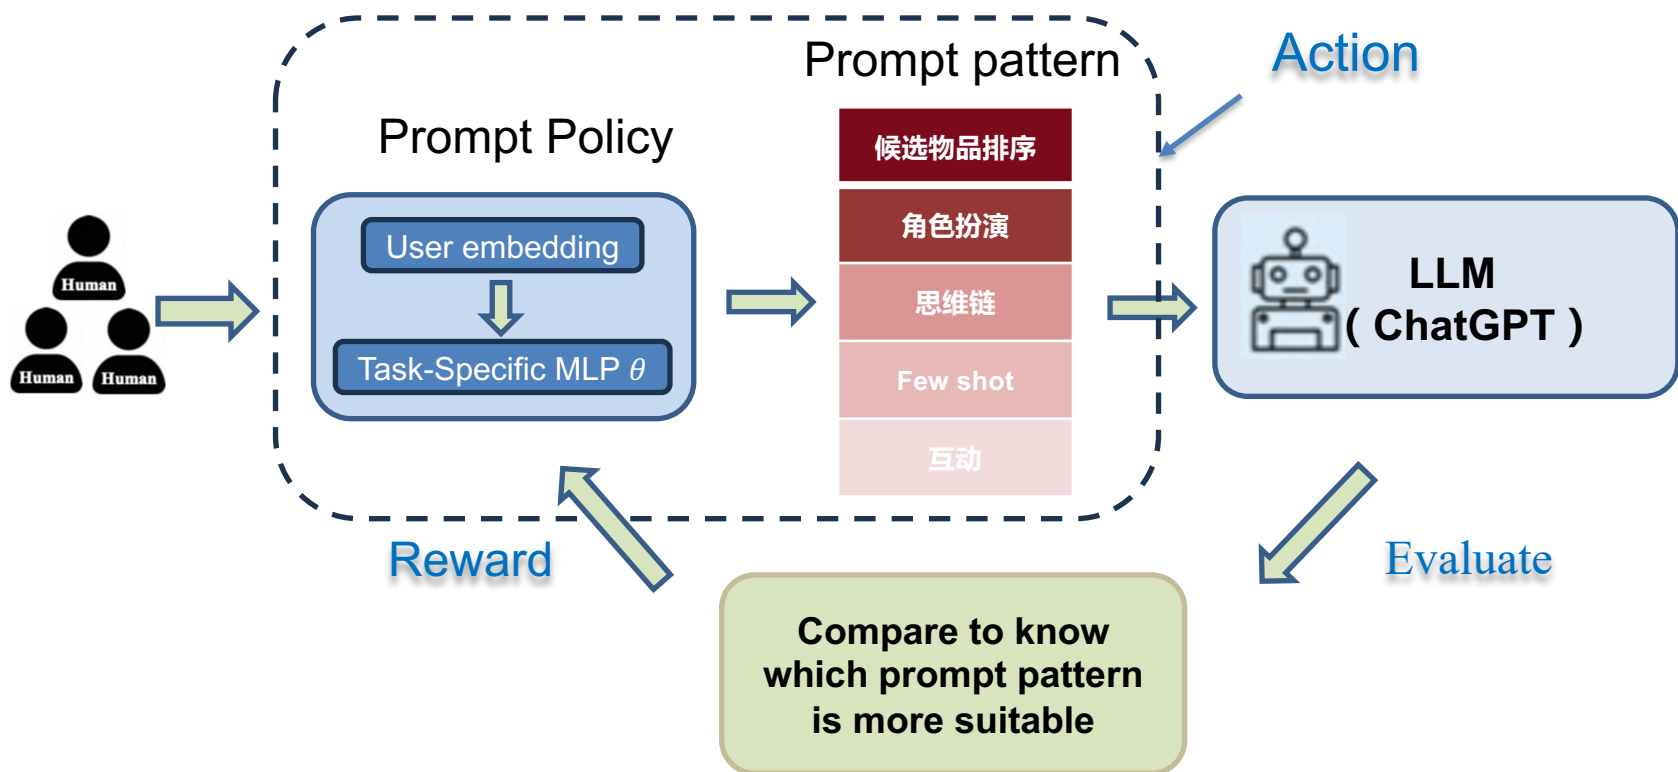 Prompt pattern
Action
Prompt Policy
候选物品排序
角色扮演
思维链
Few shot
互动
User embedding
Task-Specific MLP θ
Human
Human
Human
LLM
( ChatGPT )
Reward
Evaluate
Compare to know
which prompt pattern
is more suitable